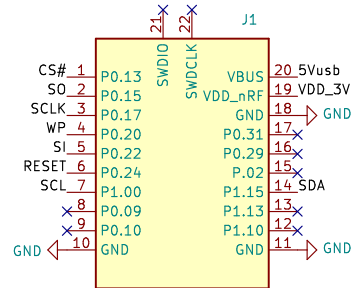 J1
21 22
SWDIO SWDCLK
CS# 1 P0.13 VBUS 20 5Vusb
SO 2 P0.15 VDD_nRF 19 VDD_3V
SCLK 3 P0.17 GND 18 GND
WP 4 P0.20 P0.31 17
SI 5 P0.22 P0.29 16
RESET 6 P0.24 P.02 15
SCL 7 P1.00 P1.15 14 SDA
8 P0.09 P1.13 13
9 P0.10 P1.10 12
GND 10 GND GND 11 GND